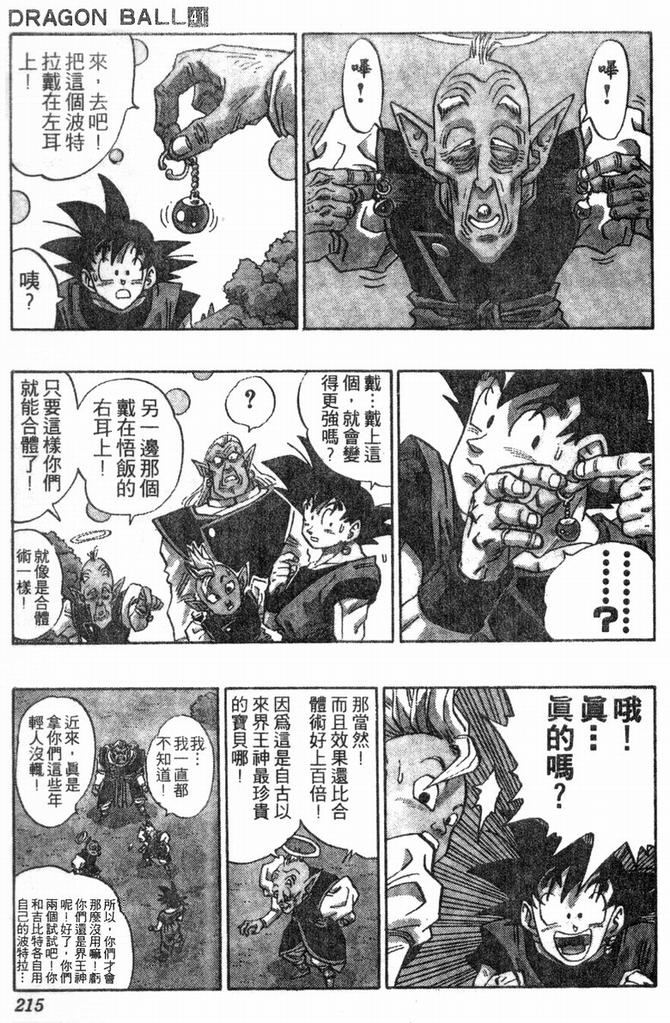 DRAGON BALL 41
嗶！
嗶！
來，去吧！
把這個波特
拉戴在左耳
上！
咦？
…………？
戴…戴上這
個，就會變
得更強嗎？
？
另一邊那個
戴在悟飯的
右耳上！
只要這樣你們
就能合體了！
就像是合體
術一樣！
哦！
眞…
眞的嗎？
那當然！
而且效果還比合
體術好上百倍！
因爲這是自古以
來界王神最珍貴
的寶貝哪！
我…
我一直都
不知道！
近來，眞是
拿你們這些年
輕人沒輒！
所以，你們才會
那麼沒用嘛！虧
你們還是界王神
呢！好了，你們
兩個試試吧！你
和吉比特各自用
自己的波特拉…
215